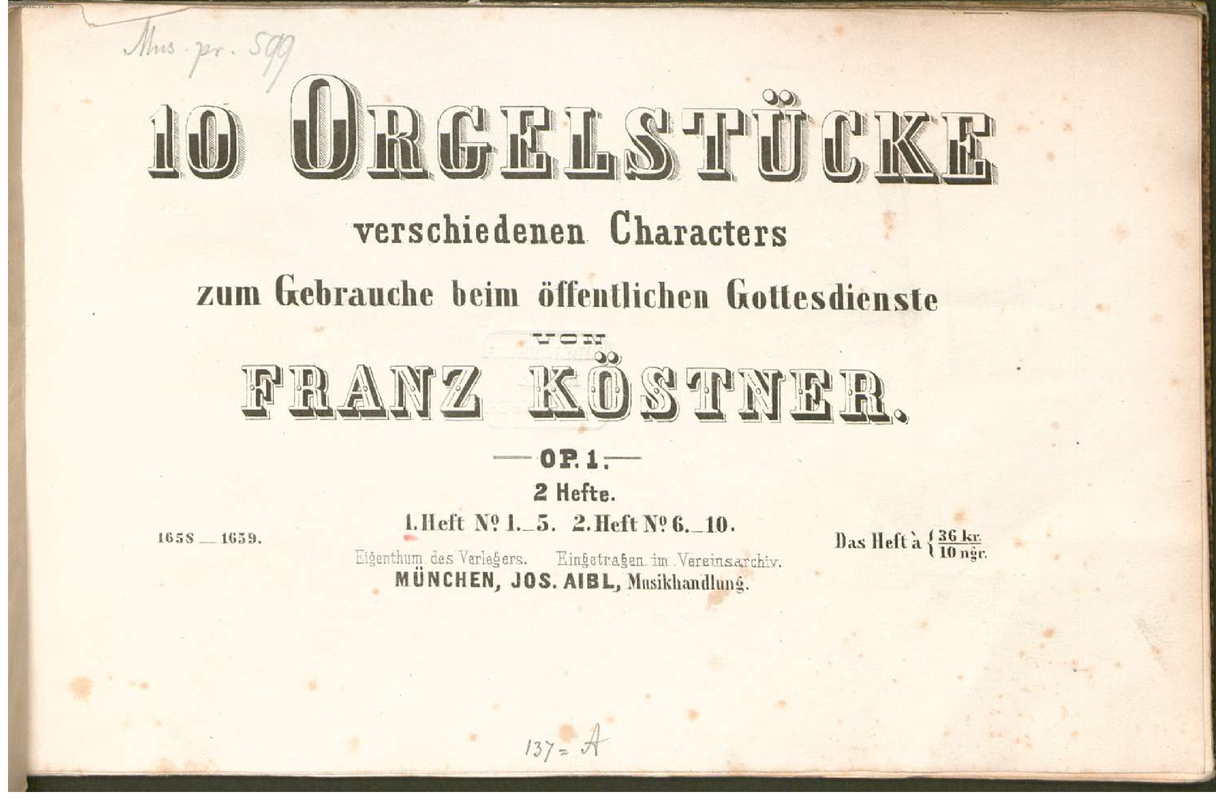 Mus. pr. 599
10 ORGELSTÜCKE
verschiedenen Characters
zum Gebrauche beim öffentlichen Gottesdienste
VON
FRANZ KÖSTNER.
OP. 1.
2 Hefte.
1. Heft Nọ 1._5. 2. Heft Nọ 6._10.
1658 _ 1659.
Das Heft à { 36 kr.
10 ngr.
Eigenthum des Verlegers. Eingetragen im Vereinsarchiv.
MÜNCHEN, JOS. AIBL, Musikhandlung.
137= A